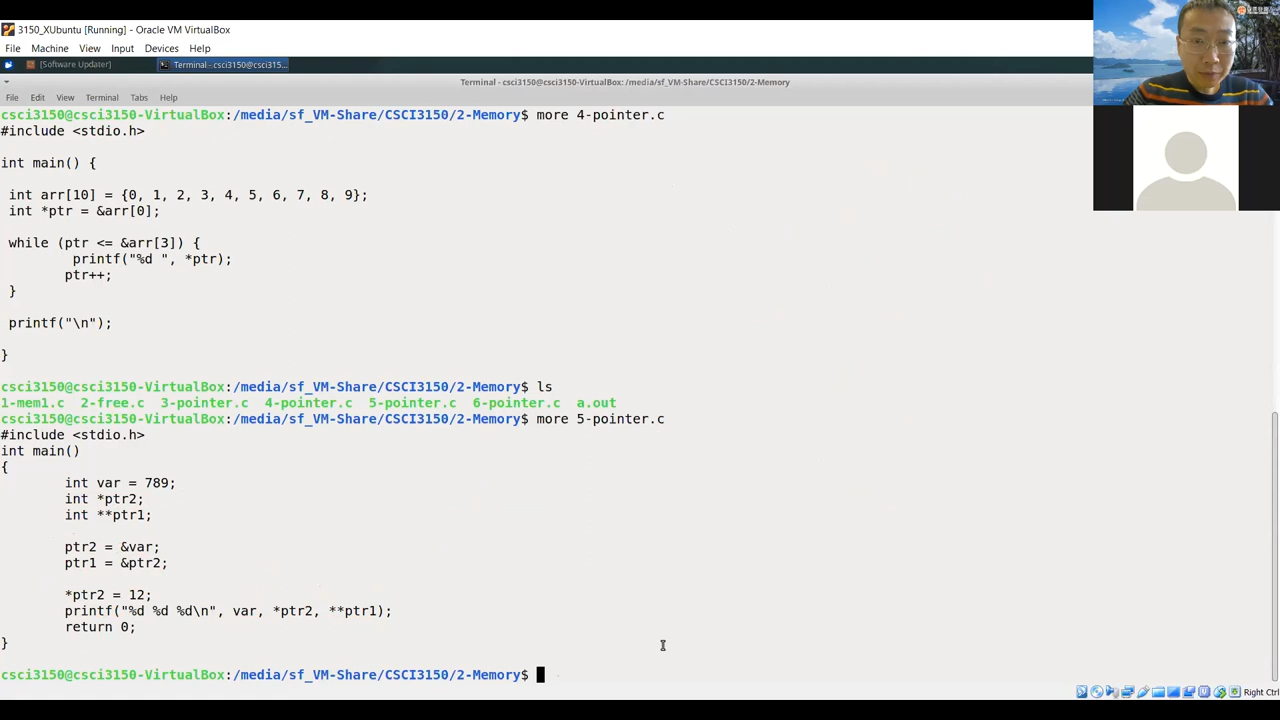 3150_XUbuntu [Running] - Oracle VM VirtualBox
File Machine View Input Devices Help
[Software Updater] Terminal - csci3150@csci315...
Terminal - csci3150@csci3150-VirtualBox: /media/sf_VM-Share/CSCI3150/2-Memory
File Edit View Terminal Tabs Help
csci3150@csci3150-VirtualBox:/media/sf_VM-Share/CSCI3150/2-Memory$ more 4-pointer.c
#include <stdio.h>
int main() {
int arr[10] = {0, 1, 2, 3, 4, 5, 6, 7, 8, 9};
int *ptr = &arr[0];
while (ptr <= &arr[3]) {
printf("%d ", *ptr);
ptr++;
}
printf("\n");
}
csci3150@csci3150-VirtualBox:/media/sf_VM-Share/CSCI3150/2-Memory$ ls
1-mem1.c 2-free.c 3-pointer.c 4-pointer.c 5-pointer.c 6-pointer.c a.out
csci3150@csci3150-VirtualBox:/media/sf_VM-Share/CSCI3150/2-Memory$ more 5-pointer.c
#include <stdio.h>
int main()
{
int var = 789;
int *ptr2;
int **ptr1;
ptr2 = &var;
ptr1 = &ptr2;
*ptr2 = 12;
printf("%d %d %d\n", var, *ptr2, **ptr1);
return 0;
}
csci3150@csci3150-VirtualBox:/media/sf_VM-Share/CSCI3150/2-Memory$
Right Ctrl